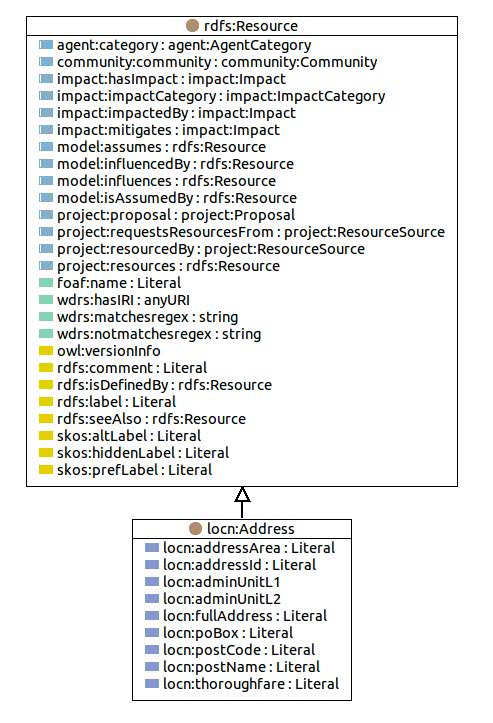 rdfs:Resource
agent:category : agent:AgentCategory
community:community : community:Community
impact:hasImpact : impact:Impact
impact:impactCategory : impact:ImpactCategory
impact:impactedBy : impact:Impact
impact:mitigates : impact:Impact
model:assumes : rdfs:Resource
model:influencedBy : rdfs:Resource
model:influences : rdfs:Resource
model:isAssumedBy : rdfs:Resource
project:proposal : project:Proposal
project:requestsResourcesFrom : project:ResourceSource
project:resourcedBy : project:ResourceSource
project:resources : rdfs:Resource
foaf:name : Literal
wdrs:hasIRI : anyURI
wdrs:matchesregex : string
wdrs:notmatchesregex : string
owl:versionInfo
rdfs:comment : Literal
rdfs:isDefinedBy : rdfs:Resource
rdfs:label : Literal
rdfs:seeAlso : rdfs:Resource
skos:altLabel : Literal
skos:hiddenLabel : Literal
skos:prefLabel : Literal
locn:Address
locn:addressArea : Literal
locn:addressId : Literal
locn:adminUnitL1
locn:adminUnitL2
locn:fullAddress : Literal
locn:poBox : Literal
locn:postCode : Literal
locn:postName : Literal
locn:thoroughfare : Literal